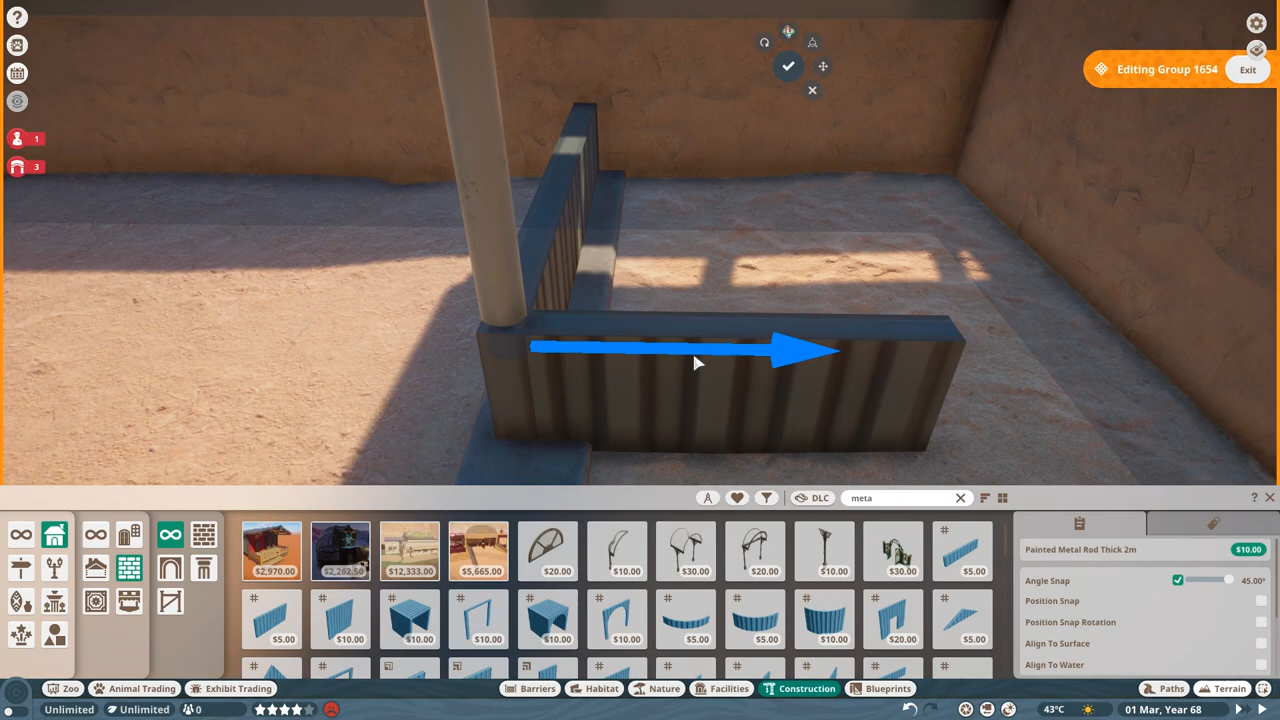 ?
Editing Group 1654
Exit
1
3
DLC
meta
?
$2,970.00
$2,262.50
$12,333.00
$5,665.00
$20.00
$10.00
$30.00
$20.00
$10.00
$30.00
$5.00
$5.00
$10.00
$10.00
$10.00
$10.00
$10.00
$5.00
$5.00
$10.00
$20.00
$5.00
Painted Metal Rod Thick 2m
$10.00
Angle Snap
45.00°
Position Snap
Position Snap Rotation
Align To Surface
Align To Water
Zoo
Animal Trading
Exhibit Trading
Barriers
Habitat
Nature
Facilities
Construction
Blueprints
Paths
Terrain
Unlimited
Unlimited
0
43°C
01 Mar, Year 68